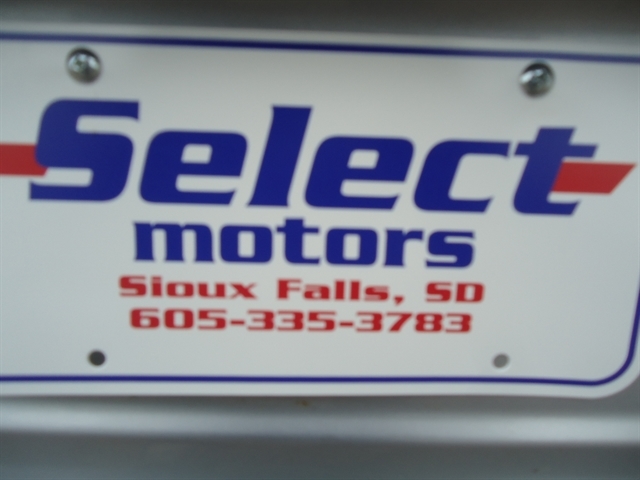 Select
motors
Sioux Falls, SD
605-335-3783